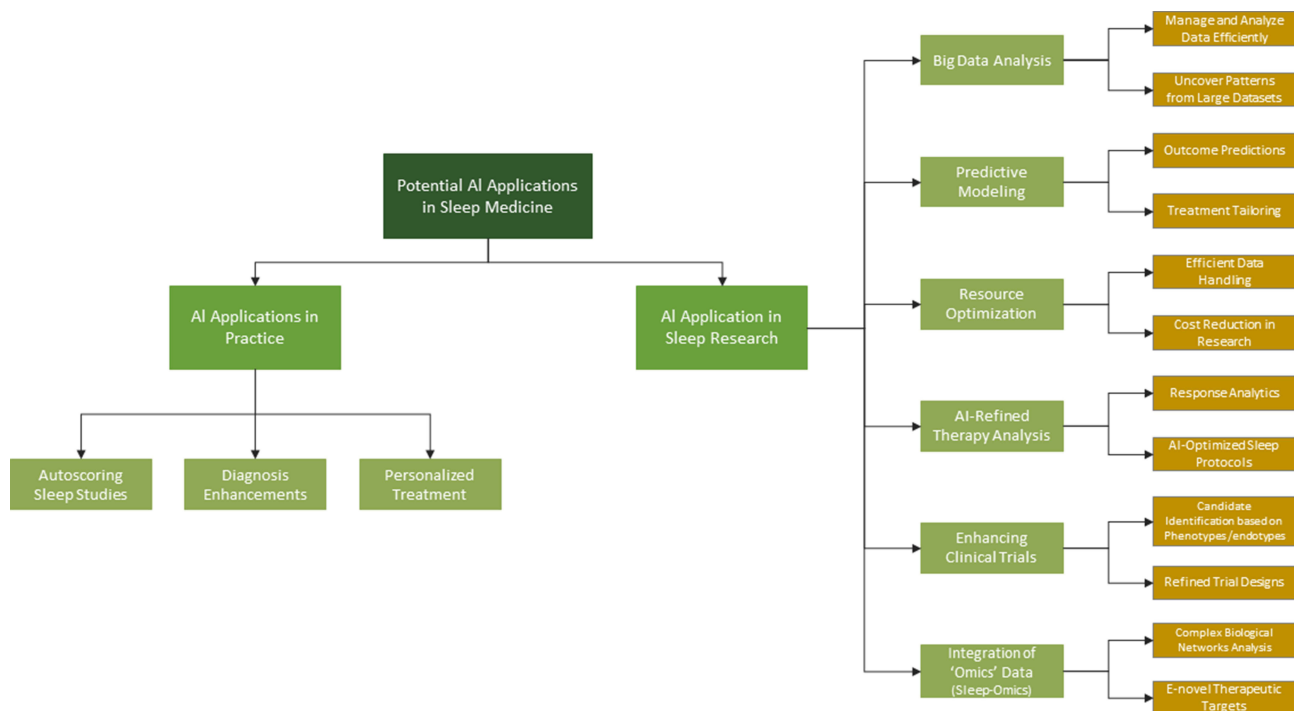 Potential AI Applications
in Sleep Medicine
AI Applications in
Practice
AI Application in
Sleep Research
Autoscoring
Sleep Studies
Diagnosis
Enhancements
Personalized
Treatment
Big Data Analysis
Manage and Analyze
Data Efficiently
Uncover Patterns
from Large Datasets
Predictive
Modeling
Outcome Predictions
Treatment Tailoring
Resource
Optimization
Efficient Data
Handling
Cost Reduction in
Research
AI-Refined
Therapy Analysis
Response Analytics
AI-Optimized Sleep
Protocols
Enhancing
Clinical Trials
Candidate
Identification based on
Phenotypes/endotypes
Refined Trial Designs
Integration of
‘Omics’ Data
(Sleep-Omics)
Complex Biological
Networks Analysis
E-novel Therapeutic
Targets